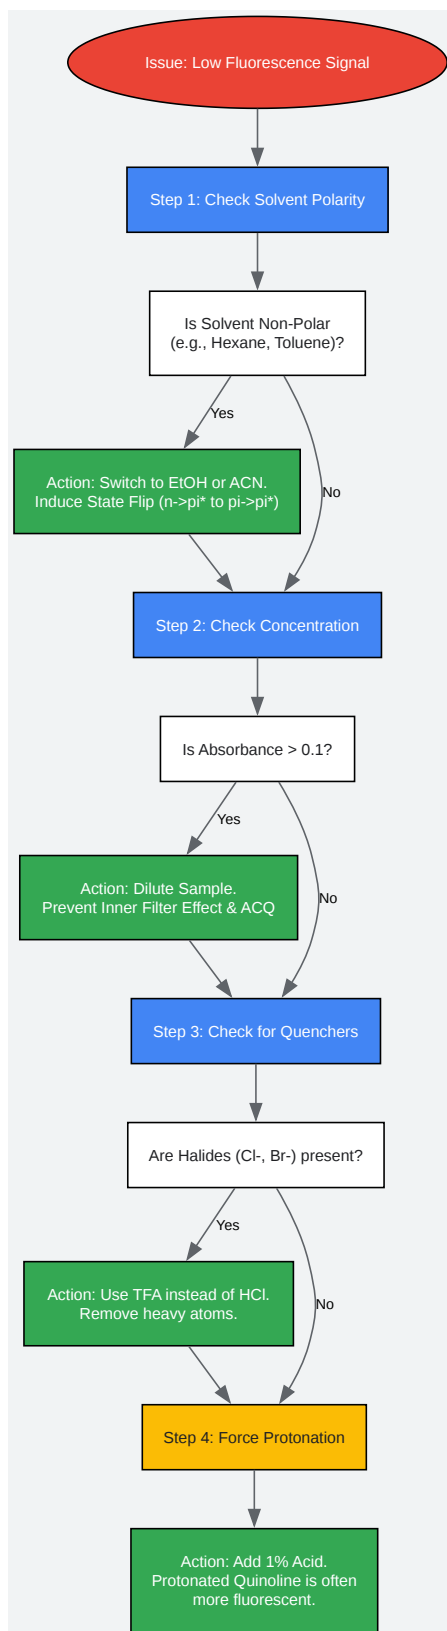 Issue: Low Fluorescence Signal
Step 1: Check Solvent Polarity
Is Solvent Non-Polar
(e.g., Hexane, Toluene)?
Yes
Action: Switch to EtOH or ACN.
Induce State Flip (n->pi* to pi->pi*)
No
Step 2: Check Concentration
Is Absorbance > 0.1?
Yes
Action: Dilute Sample.
Prevent Inner Filter Effect & ACQ
No
Step 3: Check for Quenchers
Are Halides (Cl-, Br-) present?
Yes
Action: Use TFA instead of HCl.
Remove heavy atoms.
No
Step 4: Force Protonation
Action: Add 1% Acid.
Protonated Quinoline is often
more fluorescent.